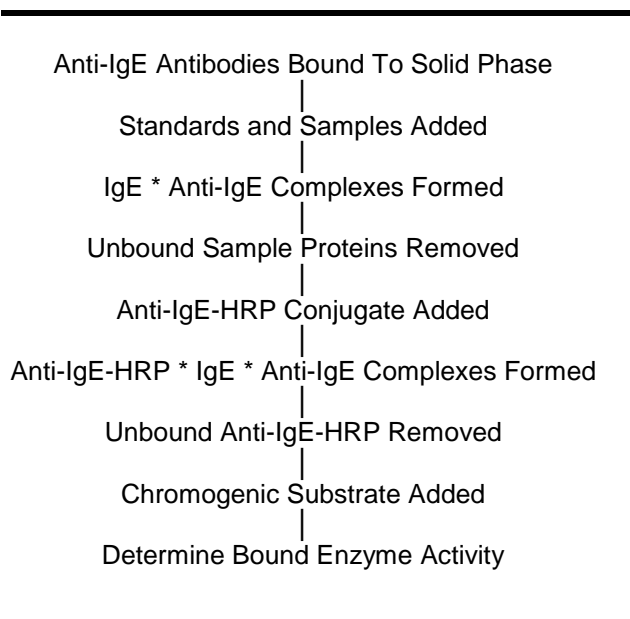 Anti-IgE Antibodies Bound To Solid Phase
Standards and Samples Added
IgE * Anti-IgE Complexes Formed
Unbound Sample Proteins Removed
Anti-IgE-HRP Conjugate Added
Anti-IgE-HRP * IgE * Anti-IgE Complexes Formed
Unbound Anti-IgE-HRP Removed
Chromogenic Substrate Added
Determine Bound Enzyme Activity